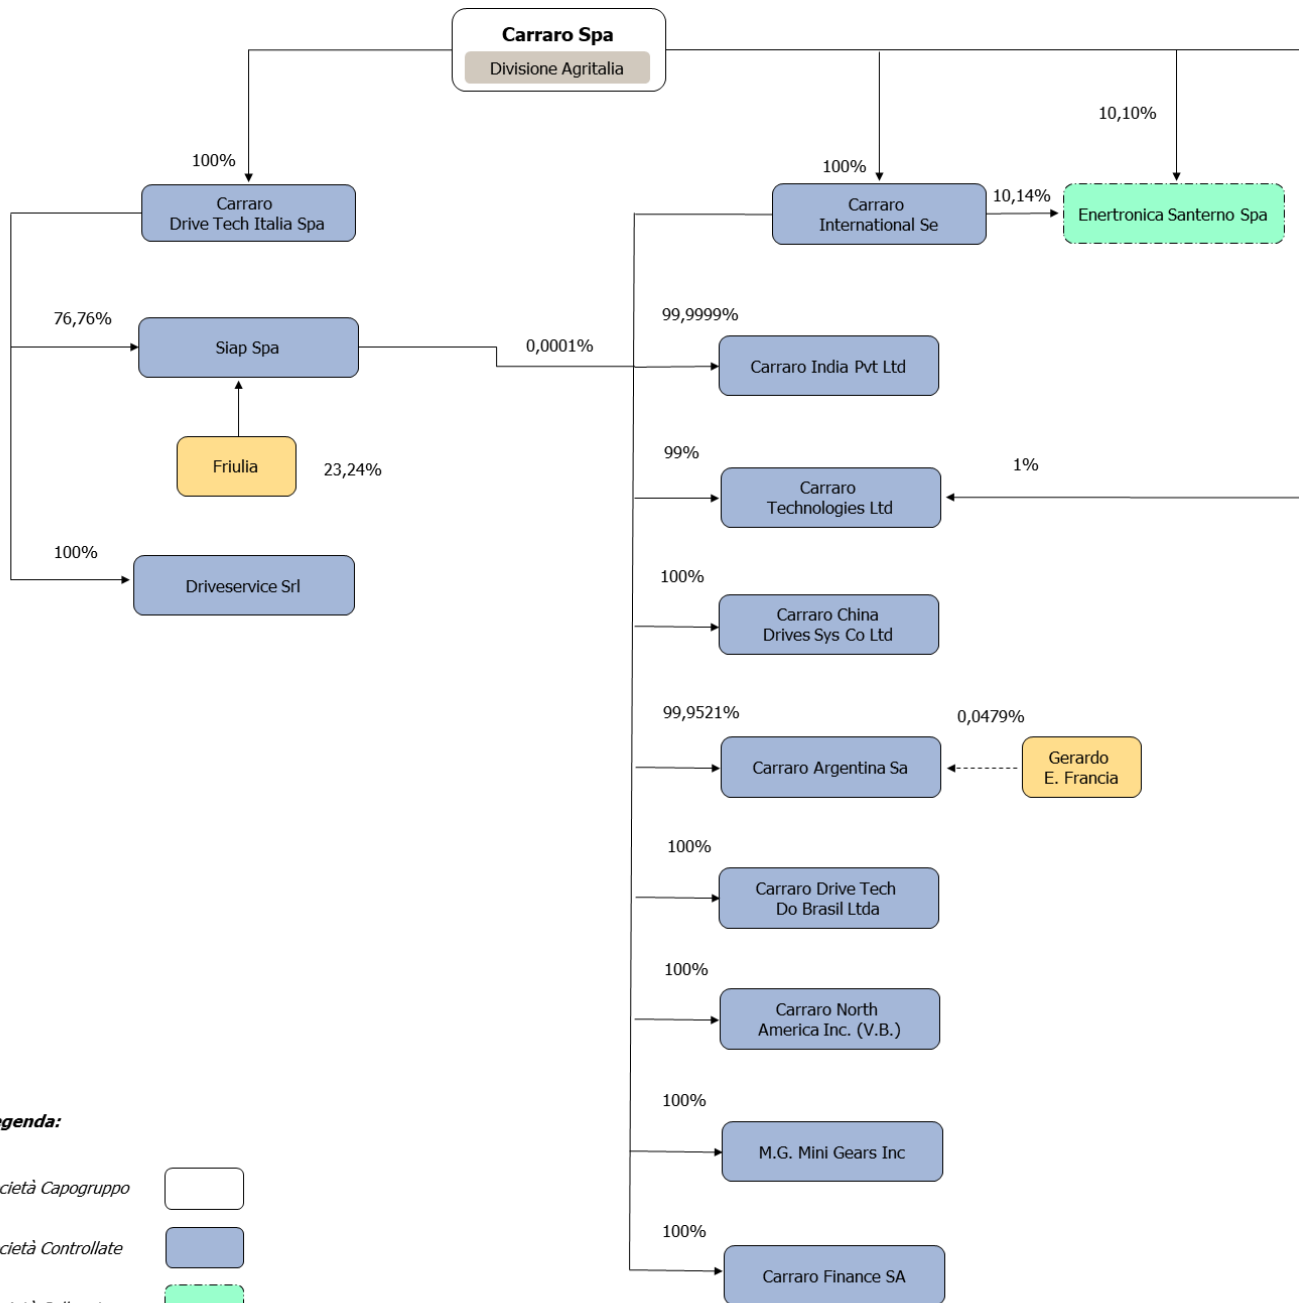 Carraro Spa
Divisione Agritalia
10,10%
100%
100%
Carraro
Drive Tech Italia Spa
Carraro
International Se
10,14%
Enertronica Santerno Spa
76,76%
99,9999%
Siap Spa
0,0001%
Carraro India Pvt Ltd
Friulia
23,24%
99%
1%
Carraro
Technologies Ltd
100%
Driveservice Srl
100%
Carraro China
Drives Sys Co Ltd
99,9521%
0,0479%
Carraro Argentina Sa
Gerardo
E. Francia
100%
Carraro Drive Tech
Do Brasil Ltda
100%
Carraro North
America Inc. (V.B.)
100%
M.G. Mini Gears Inc
100%
Carraro Finance SA
egenda:
cietà Capogruppo
cietà Controllate